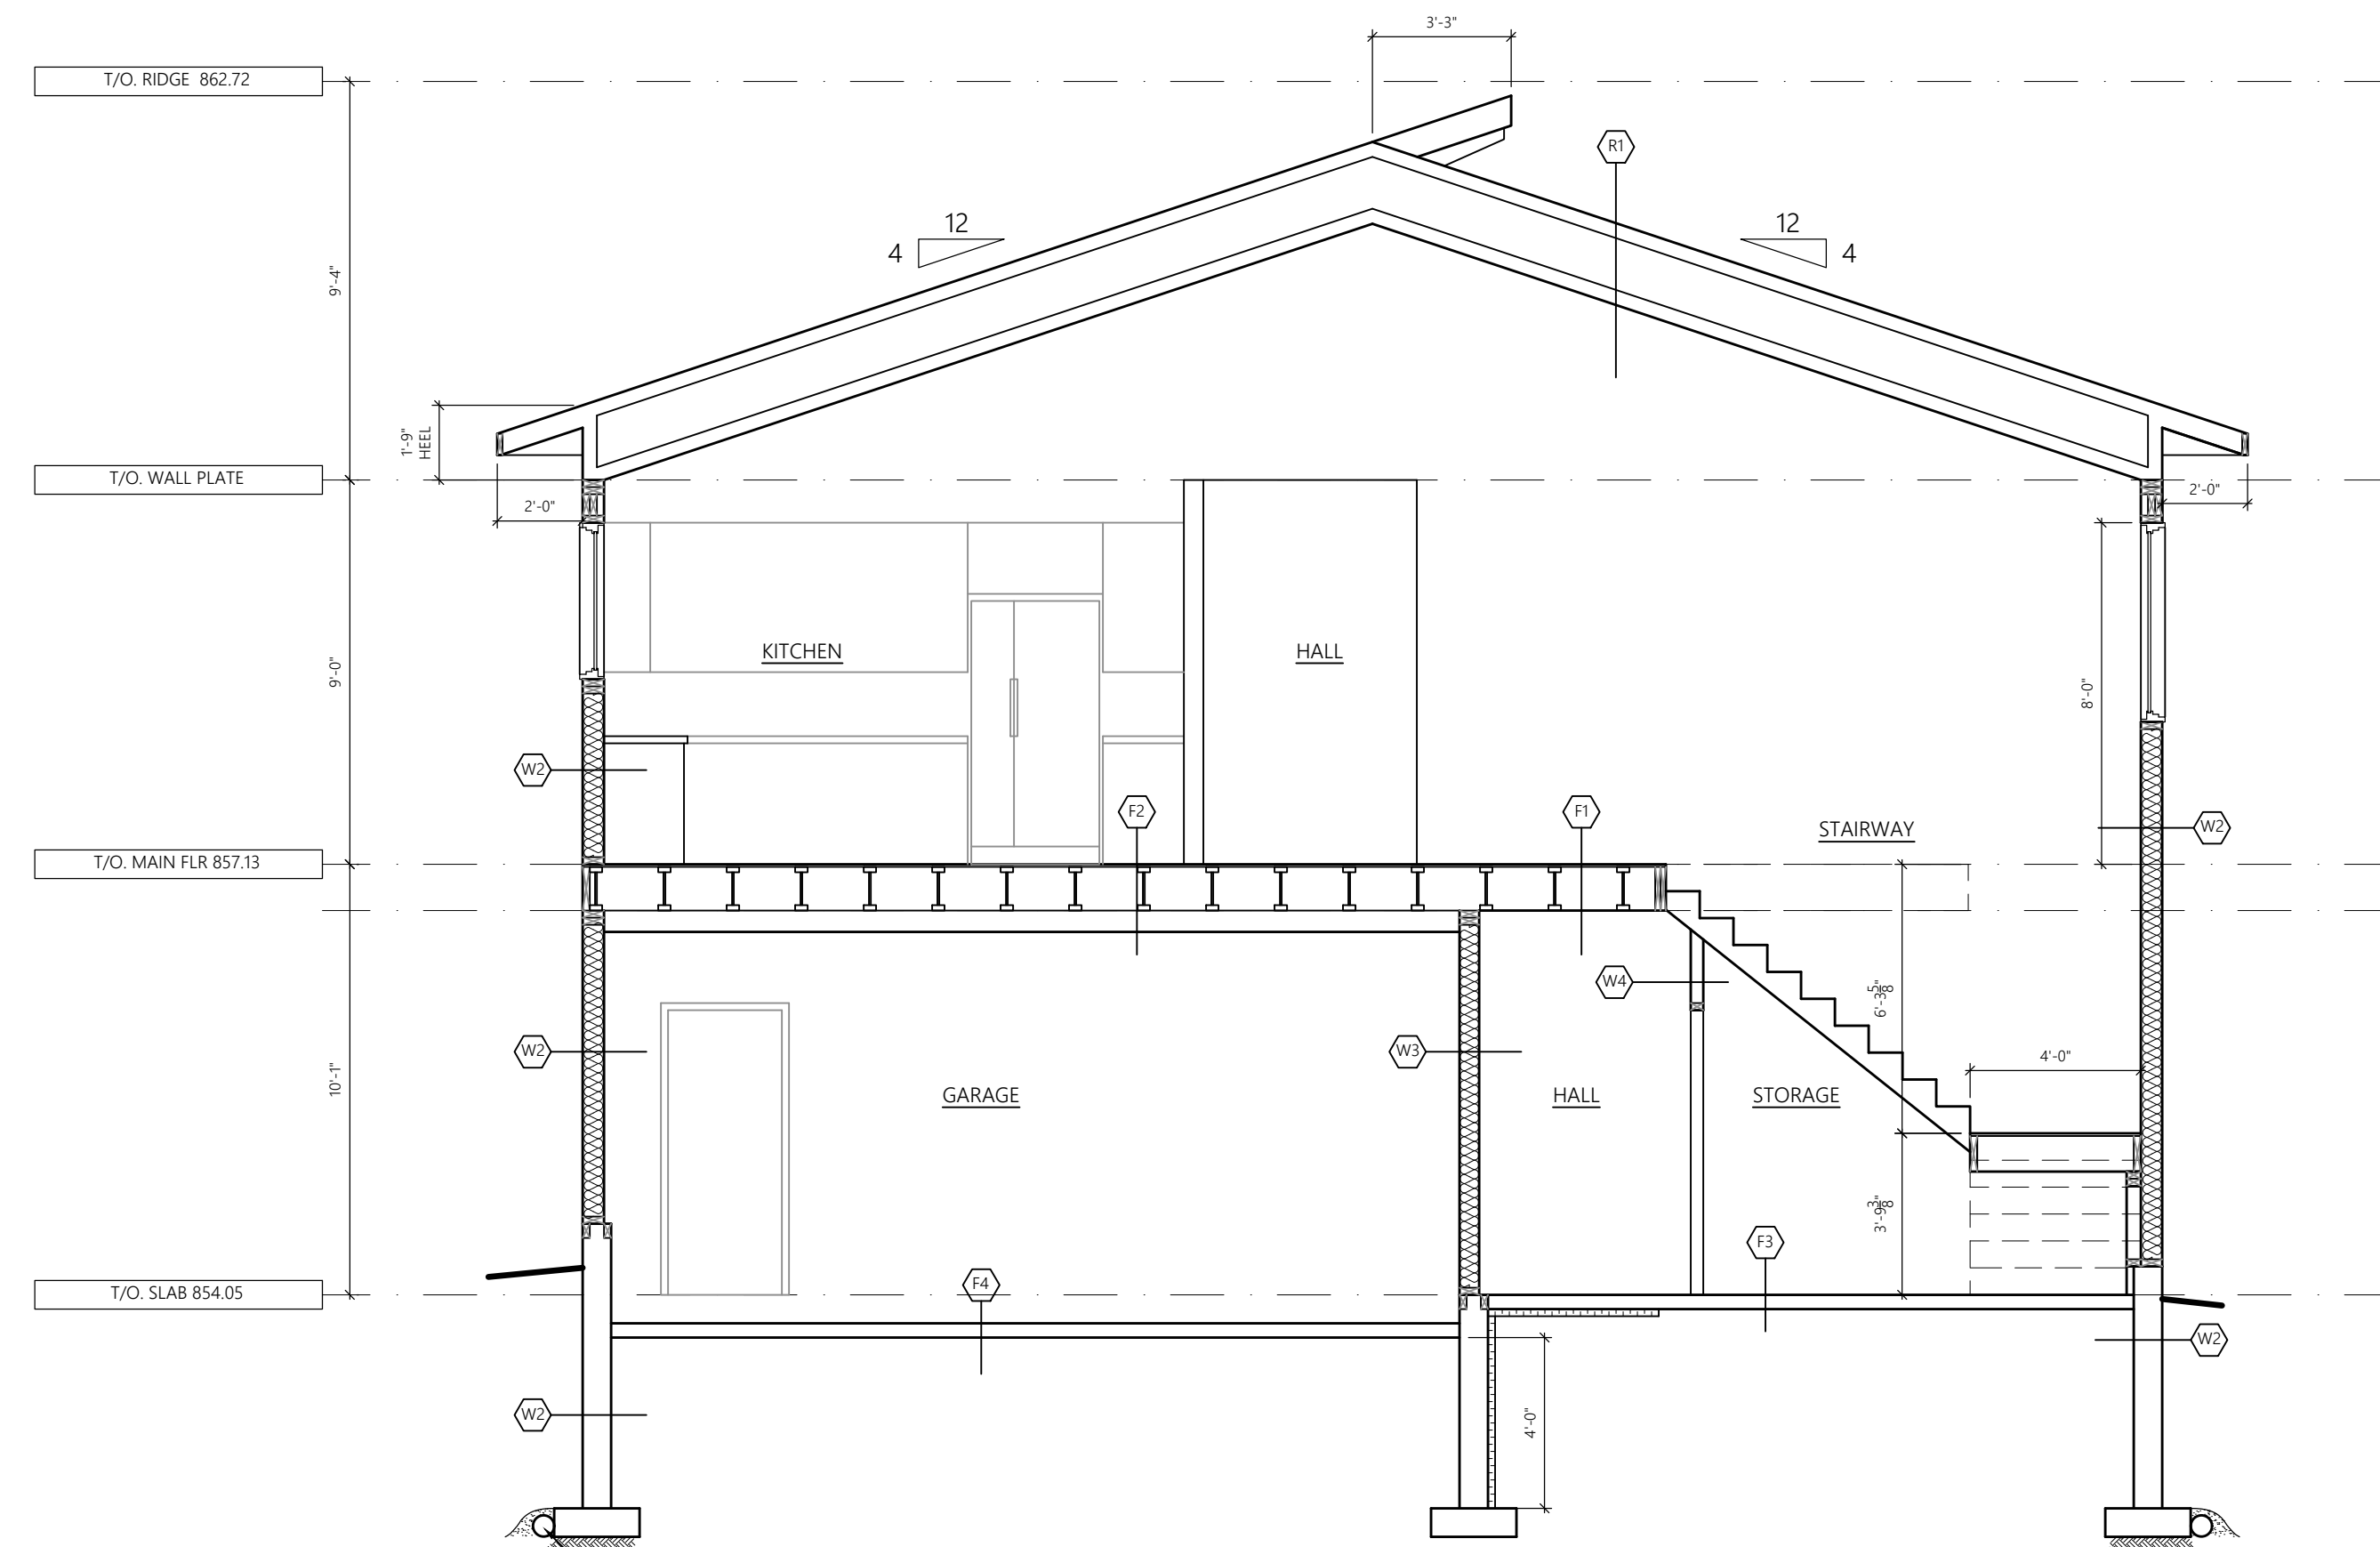 3'-3"
T/O. RIDGE 862.72
R1
12
12
4
4
9'-4"
1'-9"
HEEL
T/O. WALL PLATE
2'-0"
2'-0"
KITCHEN
HALL
9'-0"
8'-0"
W2
F2
F1
STAIRWAY
W2
T/O. MAIN FLR 857.13
W4
6'-3 5/8"
W2
W3
4'-0"
10'-1"
GARAGE
HALL
STORAGE
3'-9 3/8"
F3
F4
T/O. SLAB 854.05
W2
W2
4'-0"